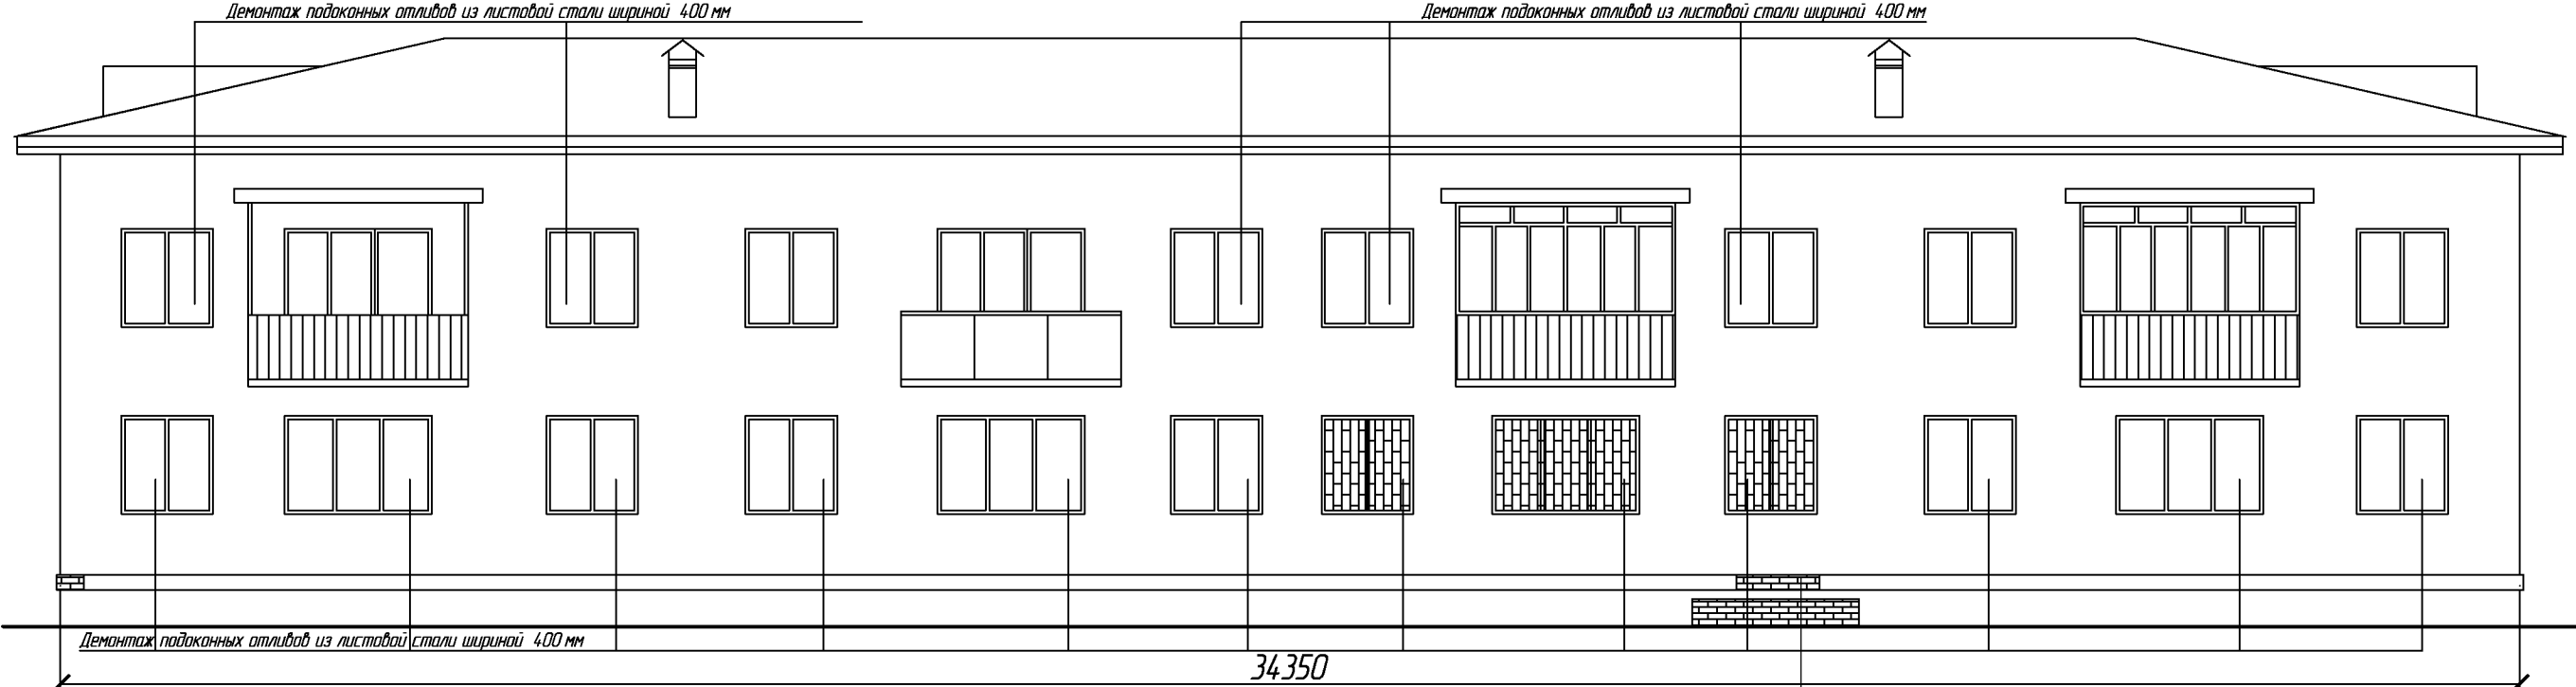 Демонтаж подоконных отливов из листовой стали шириной 400 мм
Демонтаж подоконных отливов из листовой стали шириной 400 мм
Демонтаж подоконных отливов из листовой стали шириной 400 мм
34350